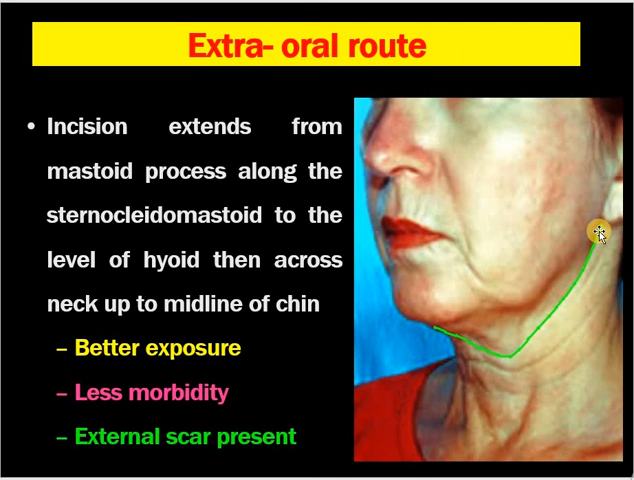 Extra- oral route
• Incision extends from
mastoid process along the
sternocleidomastoid to the
level of hyoid then across
neck up to midline of chin
– Better exposure
– Less morbidity
– External scar present